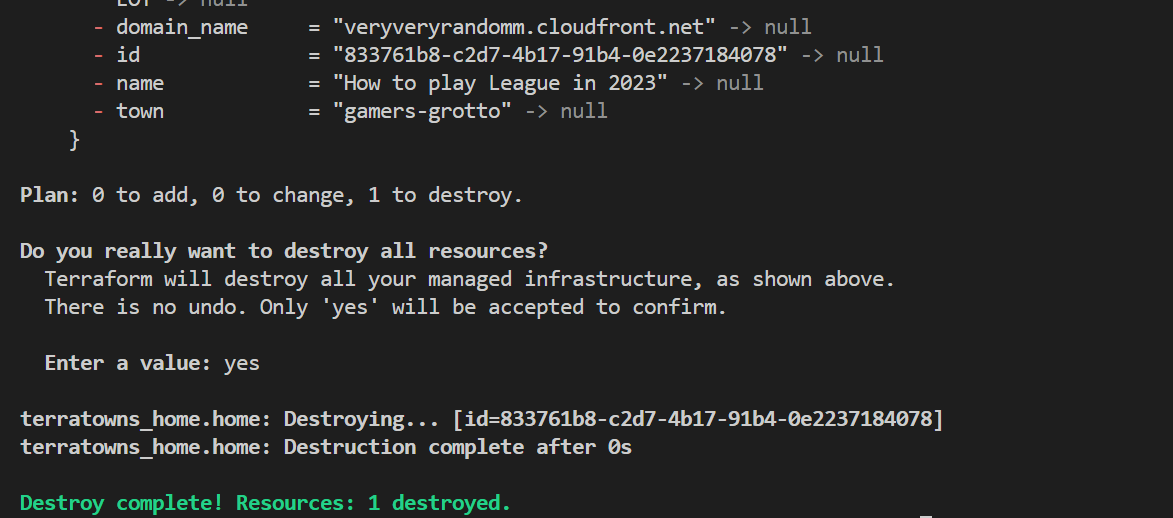 EOT -> null
- domain_name = "veryveryrandomm.cloudfront.net" -> null
- id = "833761b8-c2d7-4b17-91b4-0e2237184078" -> null
- name = "How to play League in 2023" -> null
- town = "gamers-grotto" -> null
}
Plan: 0 to add, 0 to change, 1 to destroy.
Do you really want to destroy all resources?
Terraform will destroy all your managed infrastructure, as shown above.
There is no undo. Only 'yes' will be accepted to confirm.
Enter a value: yes
terratowns_home.home: Destroying... [id=833761b8-c2d7-4b17-91b4-0e2237184078]
terratowns_home.home: Destruction complete after 0s
Destroy complete! Resources: 1 destroyed.